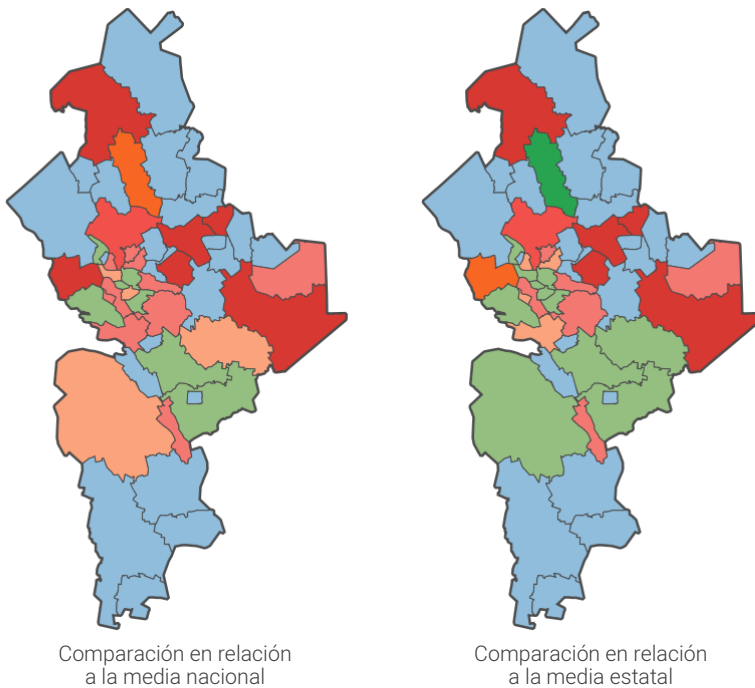 Comparación en relación
a la media nacional
Comparación en relación
a la media estatal